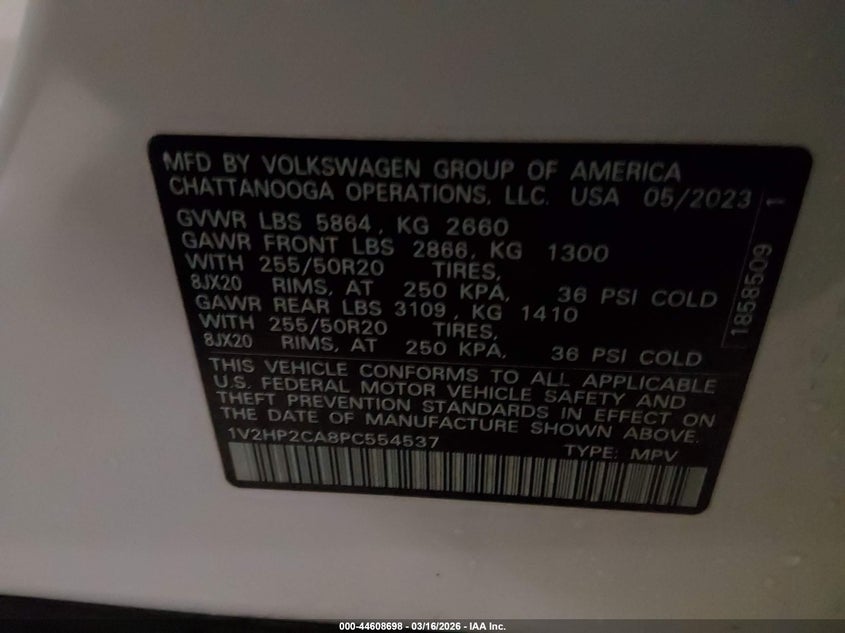 MFD BY VOLKSWAGEN GROUP OF AMERICA
CHATTANOOGA OPERATIONS, LLC. USA 05/2023
GVWR LBS 5864, KG 2660
GAWR FRONT LBS 2866, KG 1300
WITH 255/50R20 TIRES,
8JX20 RIMS, AT 250 KPA, 36 PSI COLD
GAWR REAR LBS 3109, KG 1410
WITH 255/50R20 TIRES,
8JX20 RIMS, AT 250 KPA, 36 PSI COLD
THIS VEHICLE CONFORMS TO ALL APPLICABLE
U.S. FEDERAL MOTOR VEHICLE SAFETY AND
THEFT PREVENTION STANDARDS IN EFFECT ON
THE DATE OF MANUFACTURE SHOWN ABOVE.
1V2HP2CA8PC554537 TYPE: MPV
1858509 1
000-44608698 - 03/16/2026 - IAA Inc.